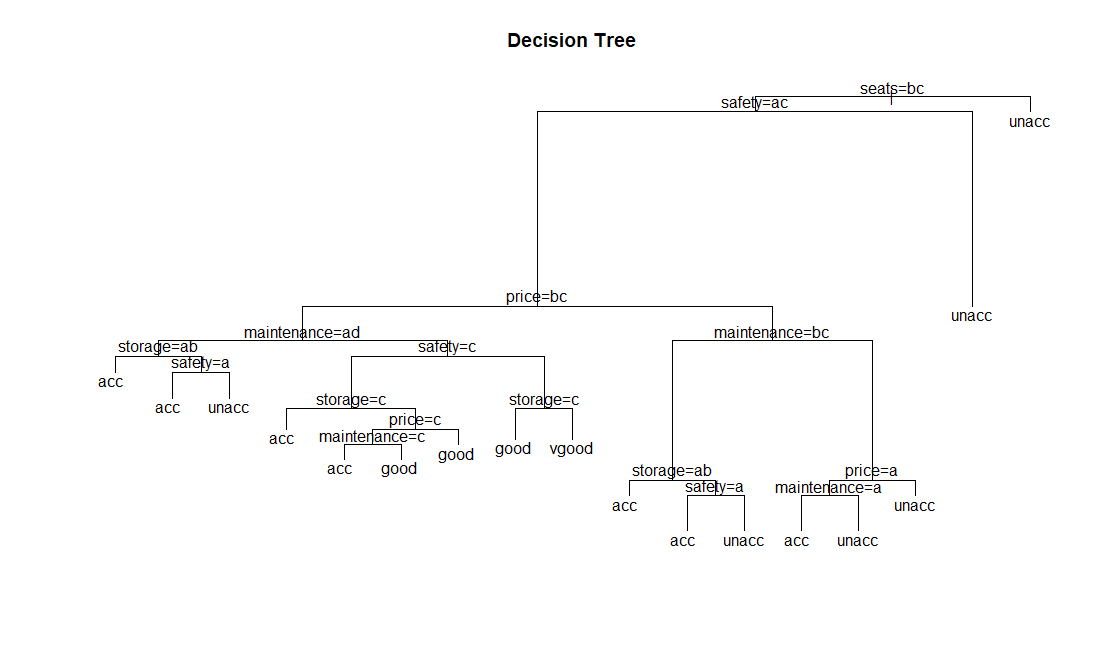 Decision Tree
seats=bc
safety=ac
unacc
price=bc
unacc
maintenance=ad
maintenance=bc
storage=ab
safety=c
safety=a
acc
storage=c
storage=c
acc
unacc
price=c
acc
maintenance=c
good
vgood
good
acc
good
storage=ab
price=a
safety=a
maintenance=a
acc
unacc
acc
unacc
acc
unacc